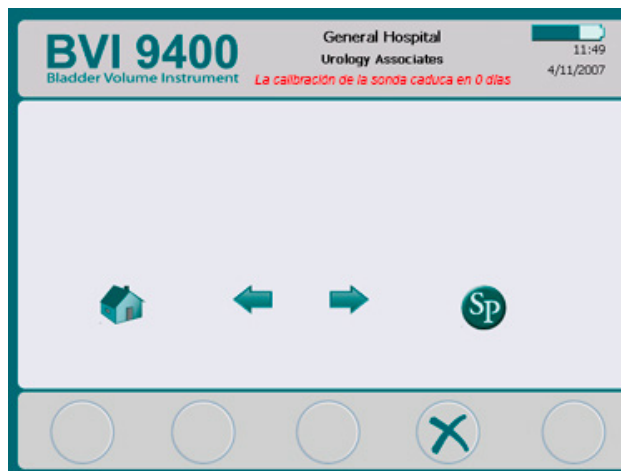 BVI 9400
Bladder Volume Instrument
General Hospital
Urology Associates
La calibración de la sonda caduca en 0 días
11:49
4/11/2007
SP